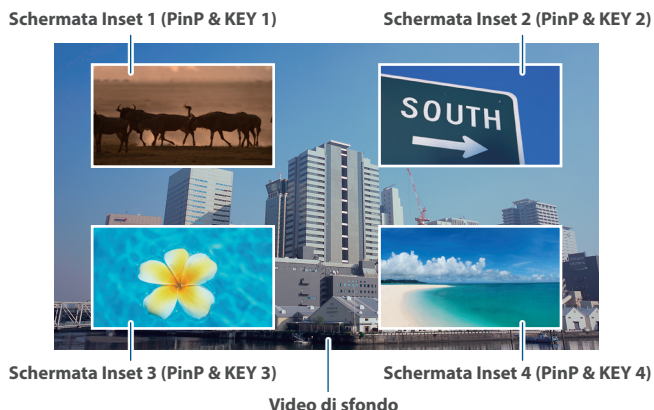 Schermata Inset 1 (PinP & KEY 1)
Schermata Inset 2 (PinP & KEY 2)
SOUTH
Schermata Inset 3 (PinP & KEY 3)
Schermata Inset 4 (PinP & KEY 4)
Video di sfondo